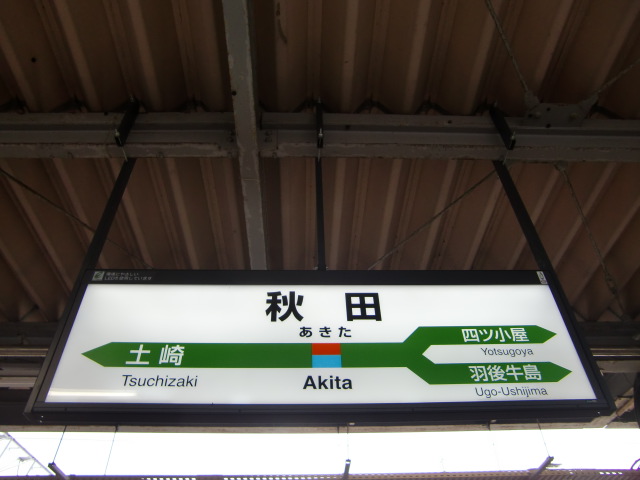 秋田
あきた
土崎
Tsuchizaki
Akita
四ツ小屋
Yotsugoya
羽後牛島
Ugo-Ushijima